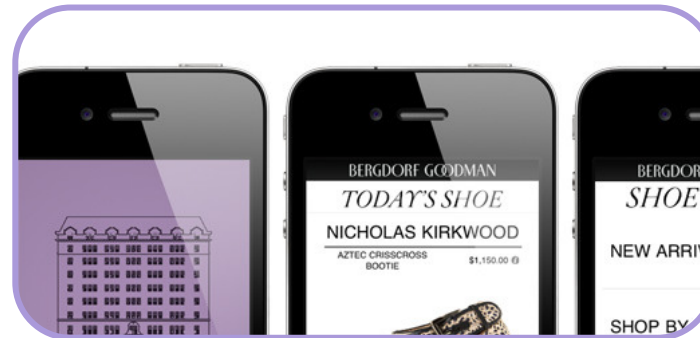 BERGDORF GOODMAN
TODAY'S SHOE
NICHOLAS KIRKWOOD
AZTEC CRISSCROSS
BOOTIE
$1,150.00
BERGDOR
SHOE
NEW ARRIV
SHOP BY